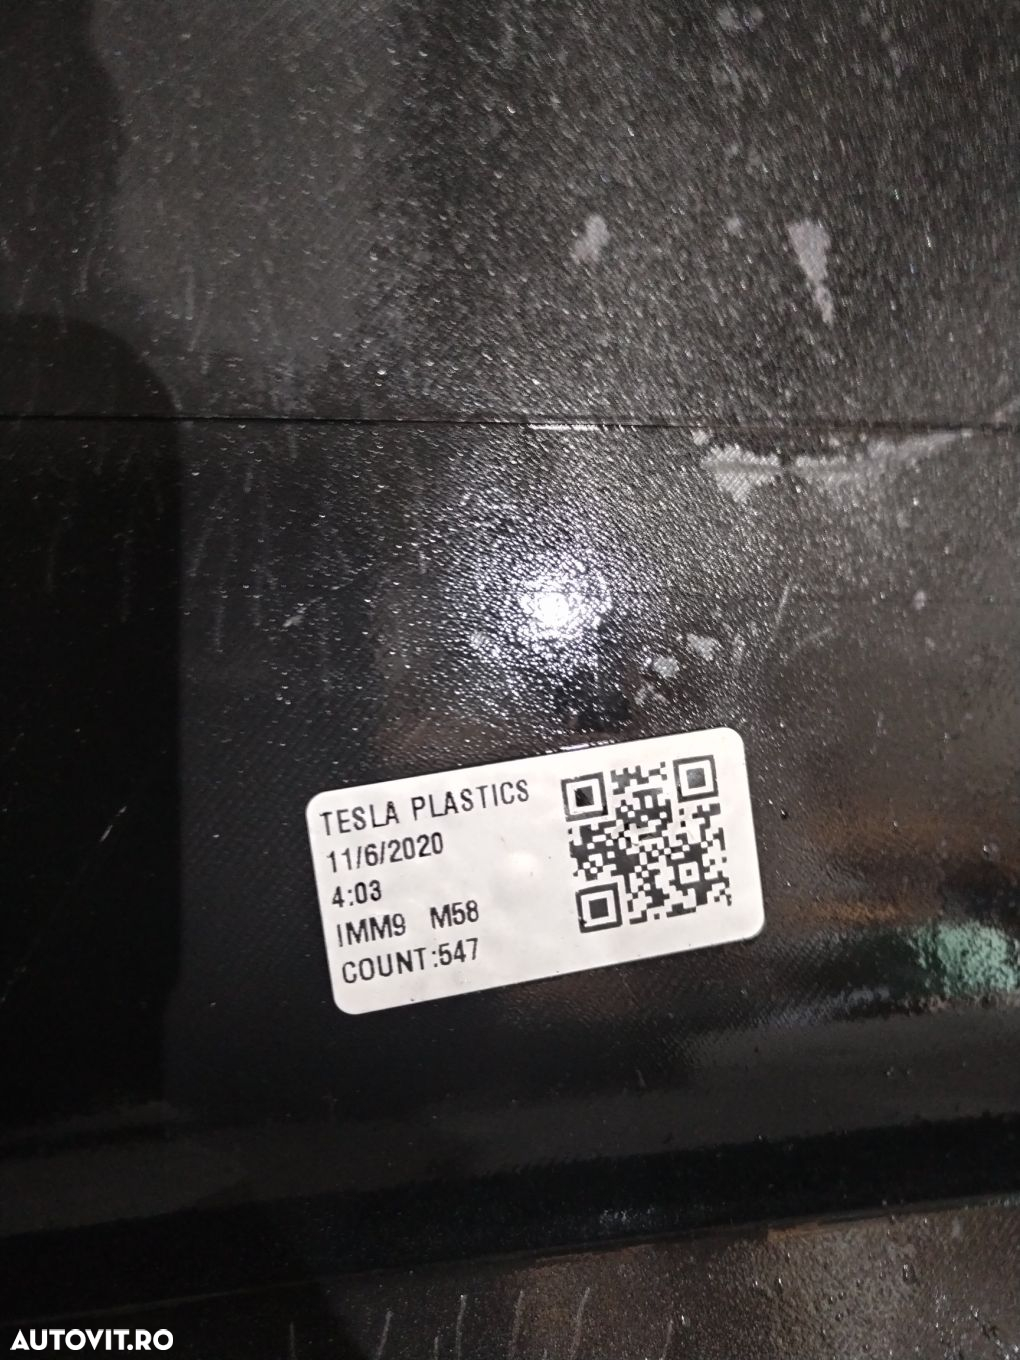 TESLA PLASTICS
11/6/2020
4:03
IMM9 M58
COUNT:547
AUTOVIT.RO